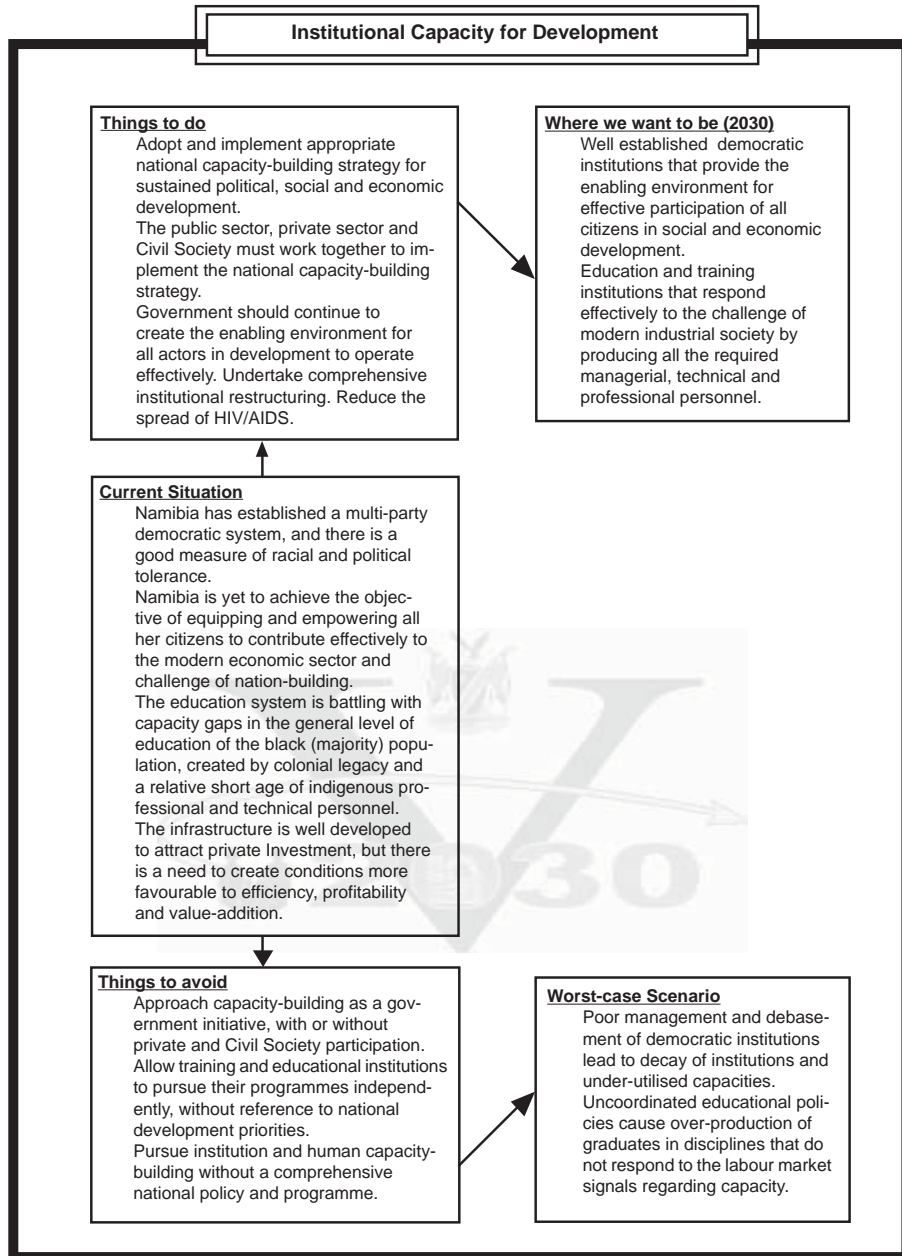 Institutional Capacity for Development
Things to do
Adopt and implement appropriate
national capacity-building strategy for
sustained political, social and economic
development.
The public sector, private sector and
Civil Society must work together to im-
plement the national capacity-building
strategy.
Government should continue to
create the enabling environment for
all actors in development to operate
effectively. Undertake comprehensive
institutional restructuring. Reduce the
spread of HIV/AIDS.
Where we want to be (2030)
Well established democratic
institutions that provide the
enabling environment for
effective participation of all
citizens in social and economic
development.
Education and training
institutions that respond
effectively to the challenge of
modern industrial society by
producing all the required
managerial, technical and
professional personnel.
Current Situation
Namibia has established a multi-party
democratic system, and there is a
good measure of racial and political
tolerance.
Namibia is yet to achieve the objec-
tive of equipping and empowering all
her citizens to contribute effectively to
the modern economic sector and
challenge of nation-building.
The education system is battling with
capacity gaps in the general level of
education of the black (majority) popu-
lation, created by colonial legacy and
a relative short age of indigenous pro-
fessional and technical personnel.
The infrastructure is well developed
to attract private Investment, but there
is a need to create conditions more
favourable to efficiency, profitability
and value-addition.
V
2030
Things to avoid
Approach capacity-building as a gov-
ernment initiative, with or without
private and Civil Society participation.
Allow training and educational institutions
to pursue their programmes independ-
ently, without reference to national
development priorities.
Pursue institution and human capacity-
building without a comprehensive
national policy and programme.
Worst-case Scenario
Poor management and debase-
ment of democratic institutions
lead to decay of institutions and
under-utilised capacities.
Uncoordinated educational poli-
cies cause over-production of
graduates in disciplines that do
not respond to the labour market
signals regarding capacity.